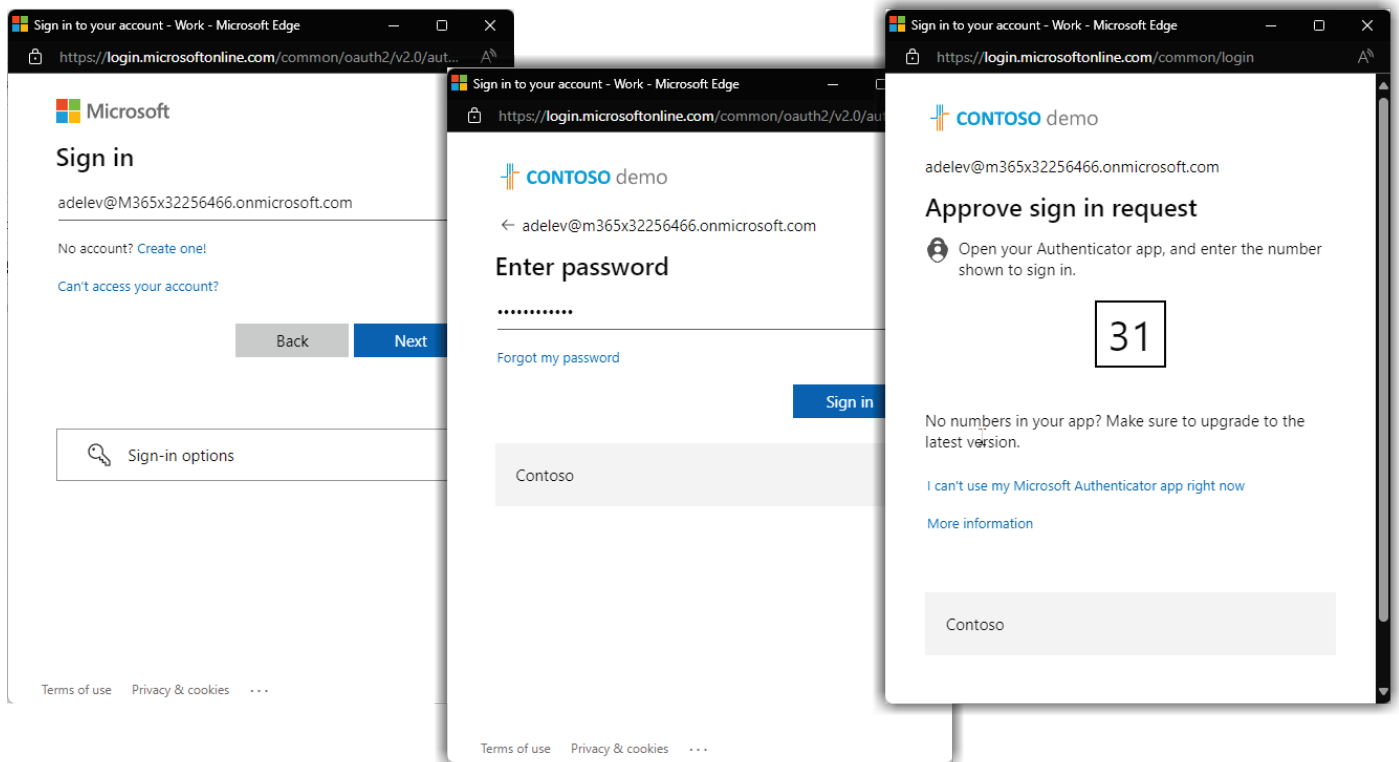 Sign in to your account - Work - Microsoft Edge
https://login.microsoftonline.com/common/oauth2/v2.0/aut...
Microsoft
Sign in
adelev@M365x32256466.onmicrosoft.com
No account? Create one!
Can't access your account?
Back
Next
Sign-in options
Terms of use
Privacy & cookies
...
Sign in to your account - Work - Microsoft Edge
https://login.microsoftonline.com/common/oauth2/v2.0/au
CONTOSO demo
adelev@m365x32256466.onmicrosoft.com
Enter password
Forgot my password
Sign in
Contoso
Terms of use
Privacy & cookies
...
Sign in to your account - Work - Microsoft Edge
https://login.microsoftonline.com/common/login
CONTOSO demo
adelev@m365x32256466.onmicrosoft.com
Approve sign in request
Open your Authenticator app, and enter the number
shown to sign in.
31
No numbers in your app? Make sure to upgrade to the
latest version.
I can't use my Microsoft Authenticator app right now
More information
Contoso